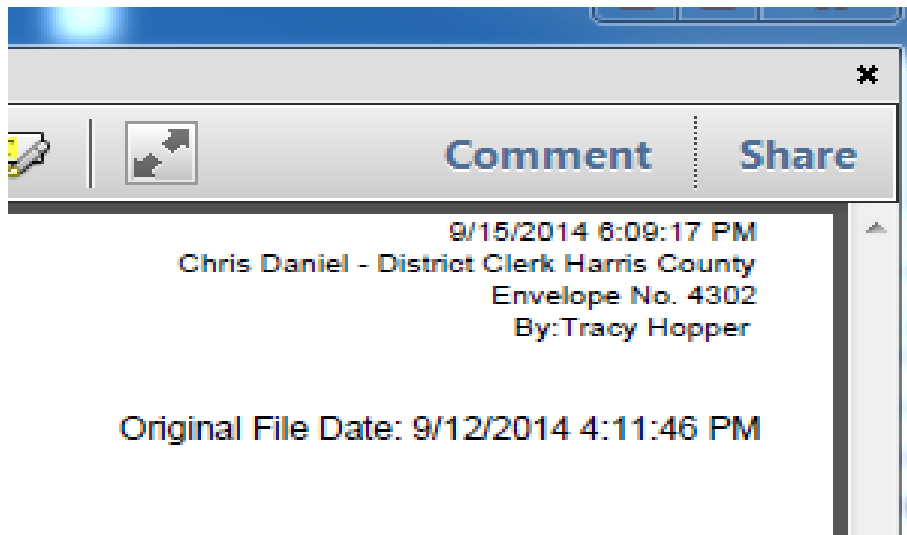 Comment Share
9/15/2014 6:09:17 PM
Chris Daniel - District Clerk Harris County
Envelope No. 4302
By:Tracy Hopper
Original File Date: 9/12/2014 4:11:46 PM